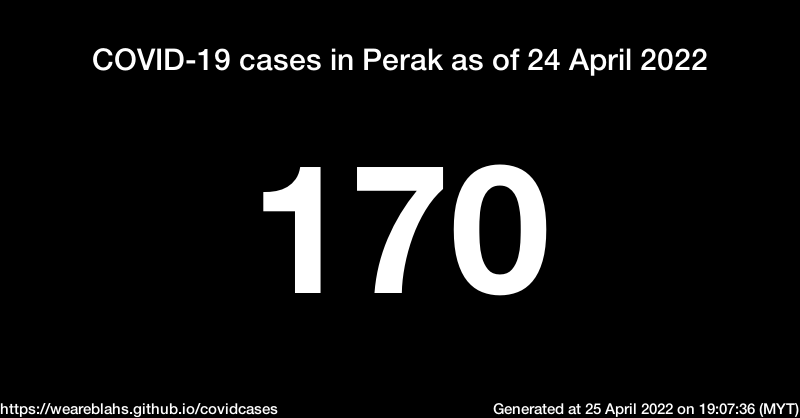 COVID-19 cases in Perak as of 24 April 2022
170
https://weareblahs.github.io/covidcases
Generated at 25 April 2022 on 19:07:36 (MYT)